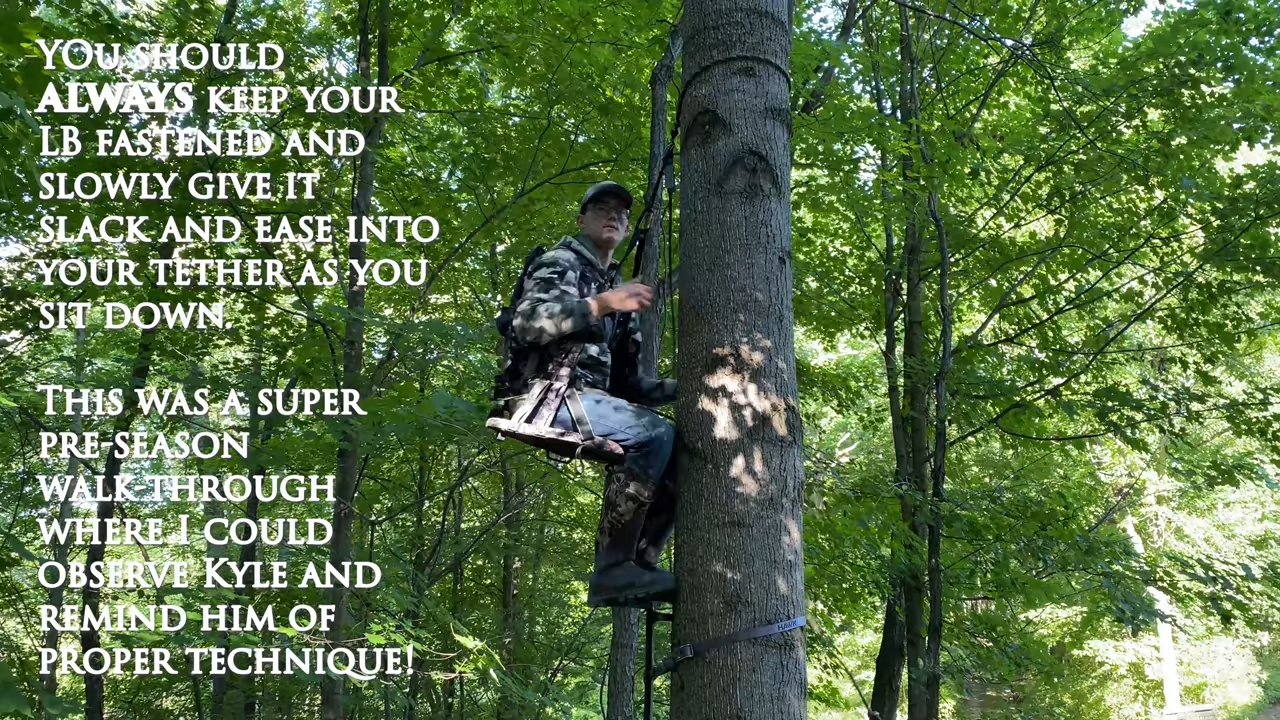 YOU SHOULD
ALWAYS KEEP YOUR
LB FASTENED AND
SLOWLY GIVE IT
SLACK AND EASE INTO
YOUR TETHER AS YOU
SIT DOWN.
THIS WAS A SUPER
PRE-SEASON
WALK THROUGH
WHERE I COULD
OBSERVE KYLE AND
REMIND HIM OF
PROPER TECHNIQUE!
HAWK